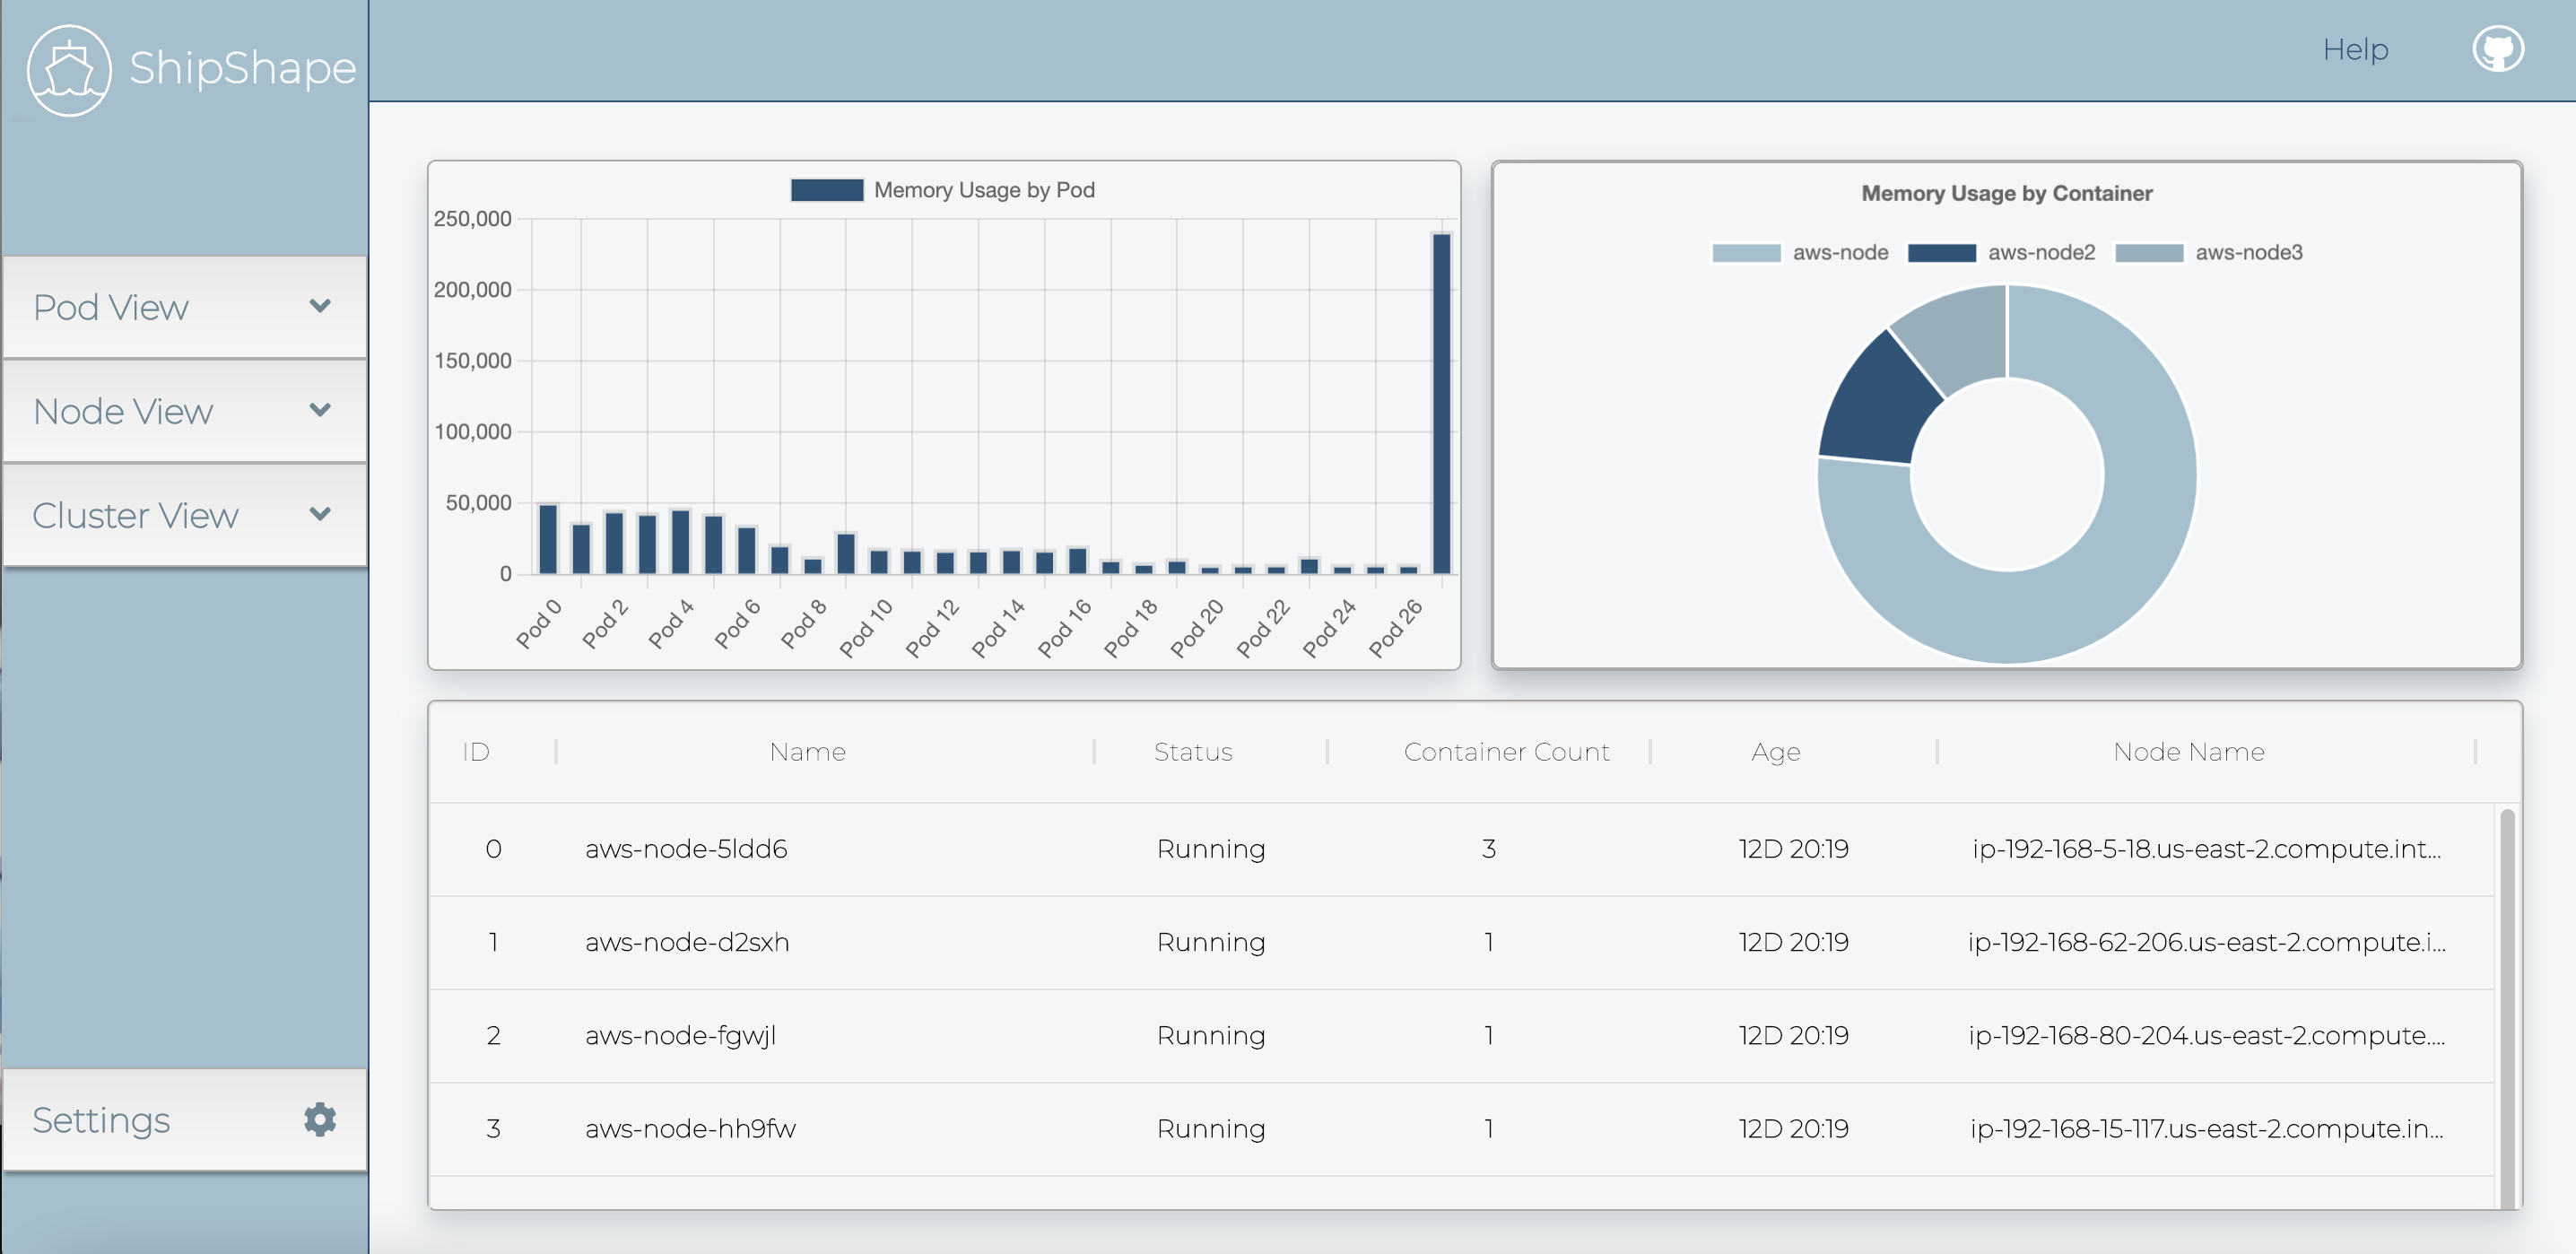 ShipShape
Help
Pod View
Node View
Cluster View
Settings
Memory Usage by Pod
250,000
200,000
150,000
100,000
50,000
0
Pod 0 Pod 2 Pod 4 Pod 6 Pod 8 Pod 10 Pod 12 Pod 14 Pod 16 Pod 18 Pod 20 Pod 22 Pod 24 Pod 26
Memory Usage by Container
aws-node aws-node2 aws-node3
ID Name Status Container Count Age Node Name
0 aws-node-5ldd6 Running 3 12D 20:19 ip-192-168-5-18.us-east-2.compute.int...
1 aws-node-d2sxh Running 1 12D 20:19 ip-192-168-62-206.us-east-2.compute.i...
2 aws-node-fgwjl Running 1 12D 20:19 ip-192-168-80-204.us-east-2.compute....
3 aws-node-hh9fw Running 1 12D 20:19 ip-192-168-15-117.us-east-2.compute.in...